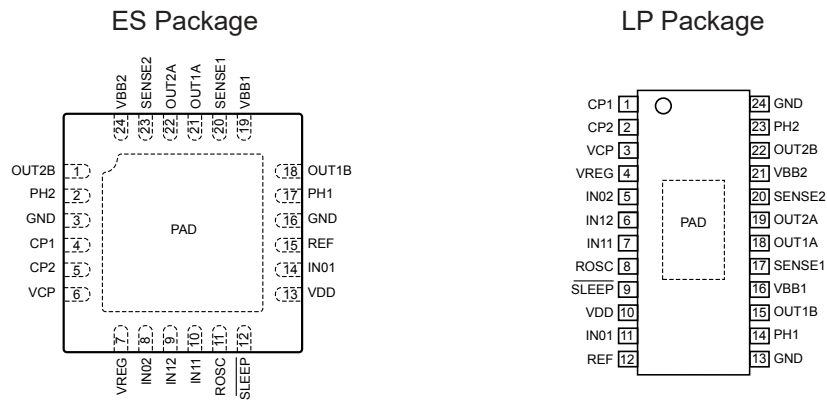 ES Package
VBB2
SENSE2
OUT2A
OUT1A
SENSE1
VBB1
24
23
22
21
20
19
OUT2B 1
PH2 2
GND 3
CP1 4
CP2 5
VCP 6
PAD
18 OUT1B
17 PH1
16 GND
15 REF
14 IN01
13 VDD
7
8
9
10
11
12
VREG
IN02
IN12
IN11
ROSC
SLEEP
LP Package
CP1 1
CP2 2
VCP 3
VREG 4
IN02 5
IN12 6
IN11 7
ROSC 8
SLEEP 9
VDD 10
IN01 11
REF 12
PAD
24 GND
23 PH2
22 OUT2B
21 VBB2
20 SENSE2
19 OUT2A
18 OUT1A
17 SENSE1
16 VBB1
15 OUT1B
14 PH1
13 GND